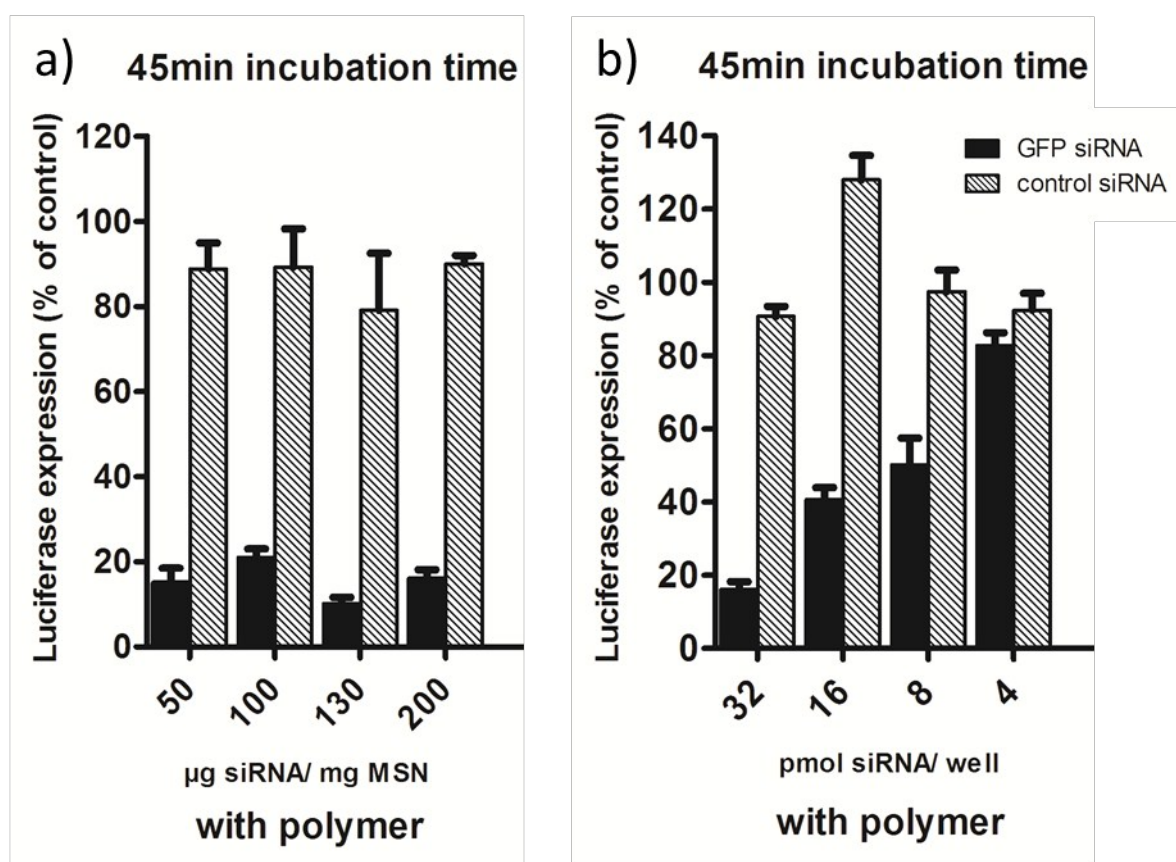 a) 45min incubation time
Luciferase expression (% of control)
120
100
80
60
40
20
0
50 100 130 200
µg siRNA/ mg MSN
with polymer
b) 45min incubation time
GFP siRNA
control siRNA
Luciferase expression (% of control)
140
120
100
80
60
40
20
0
32 16 8 4
pmol siRNA/ well
with polymer